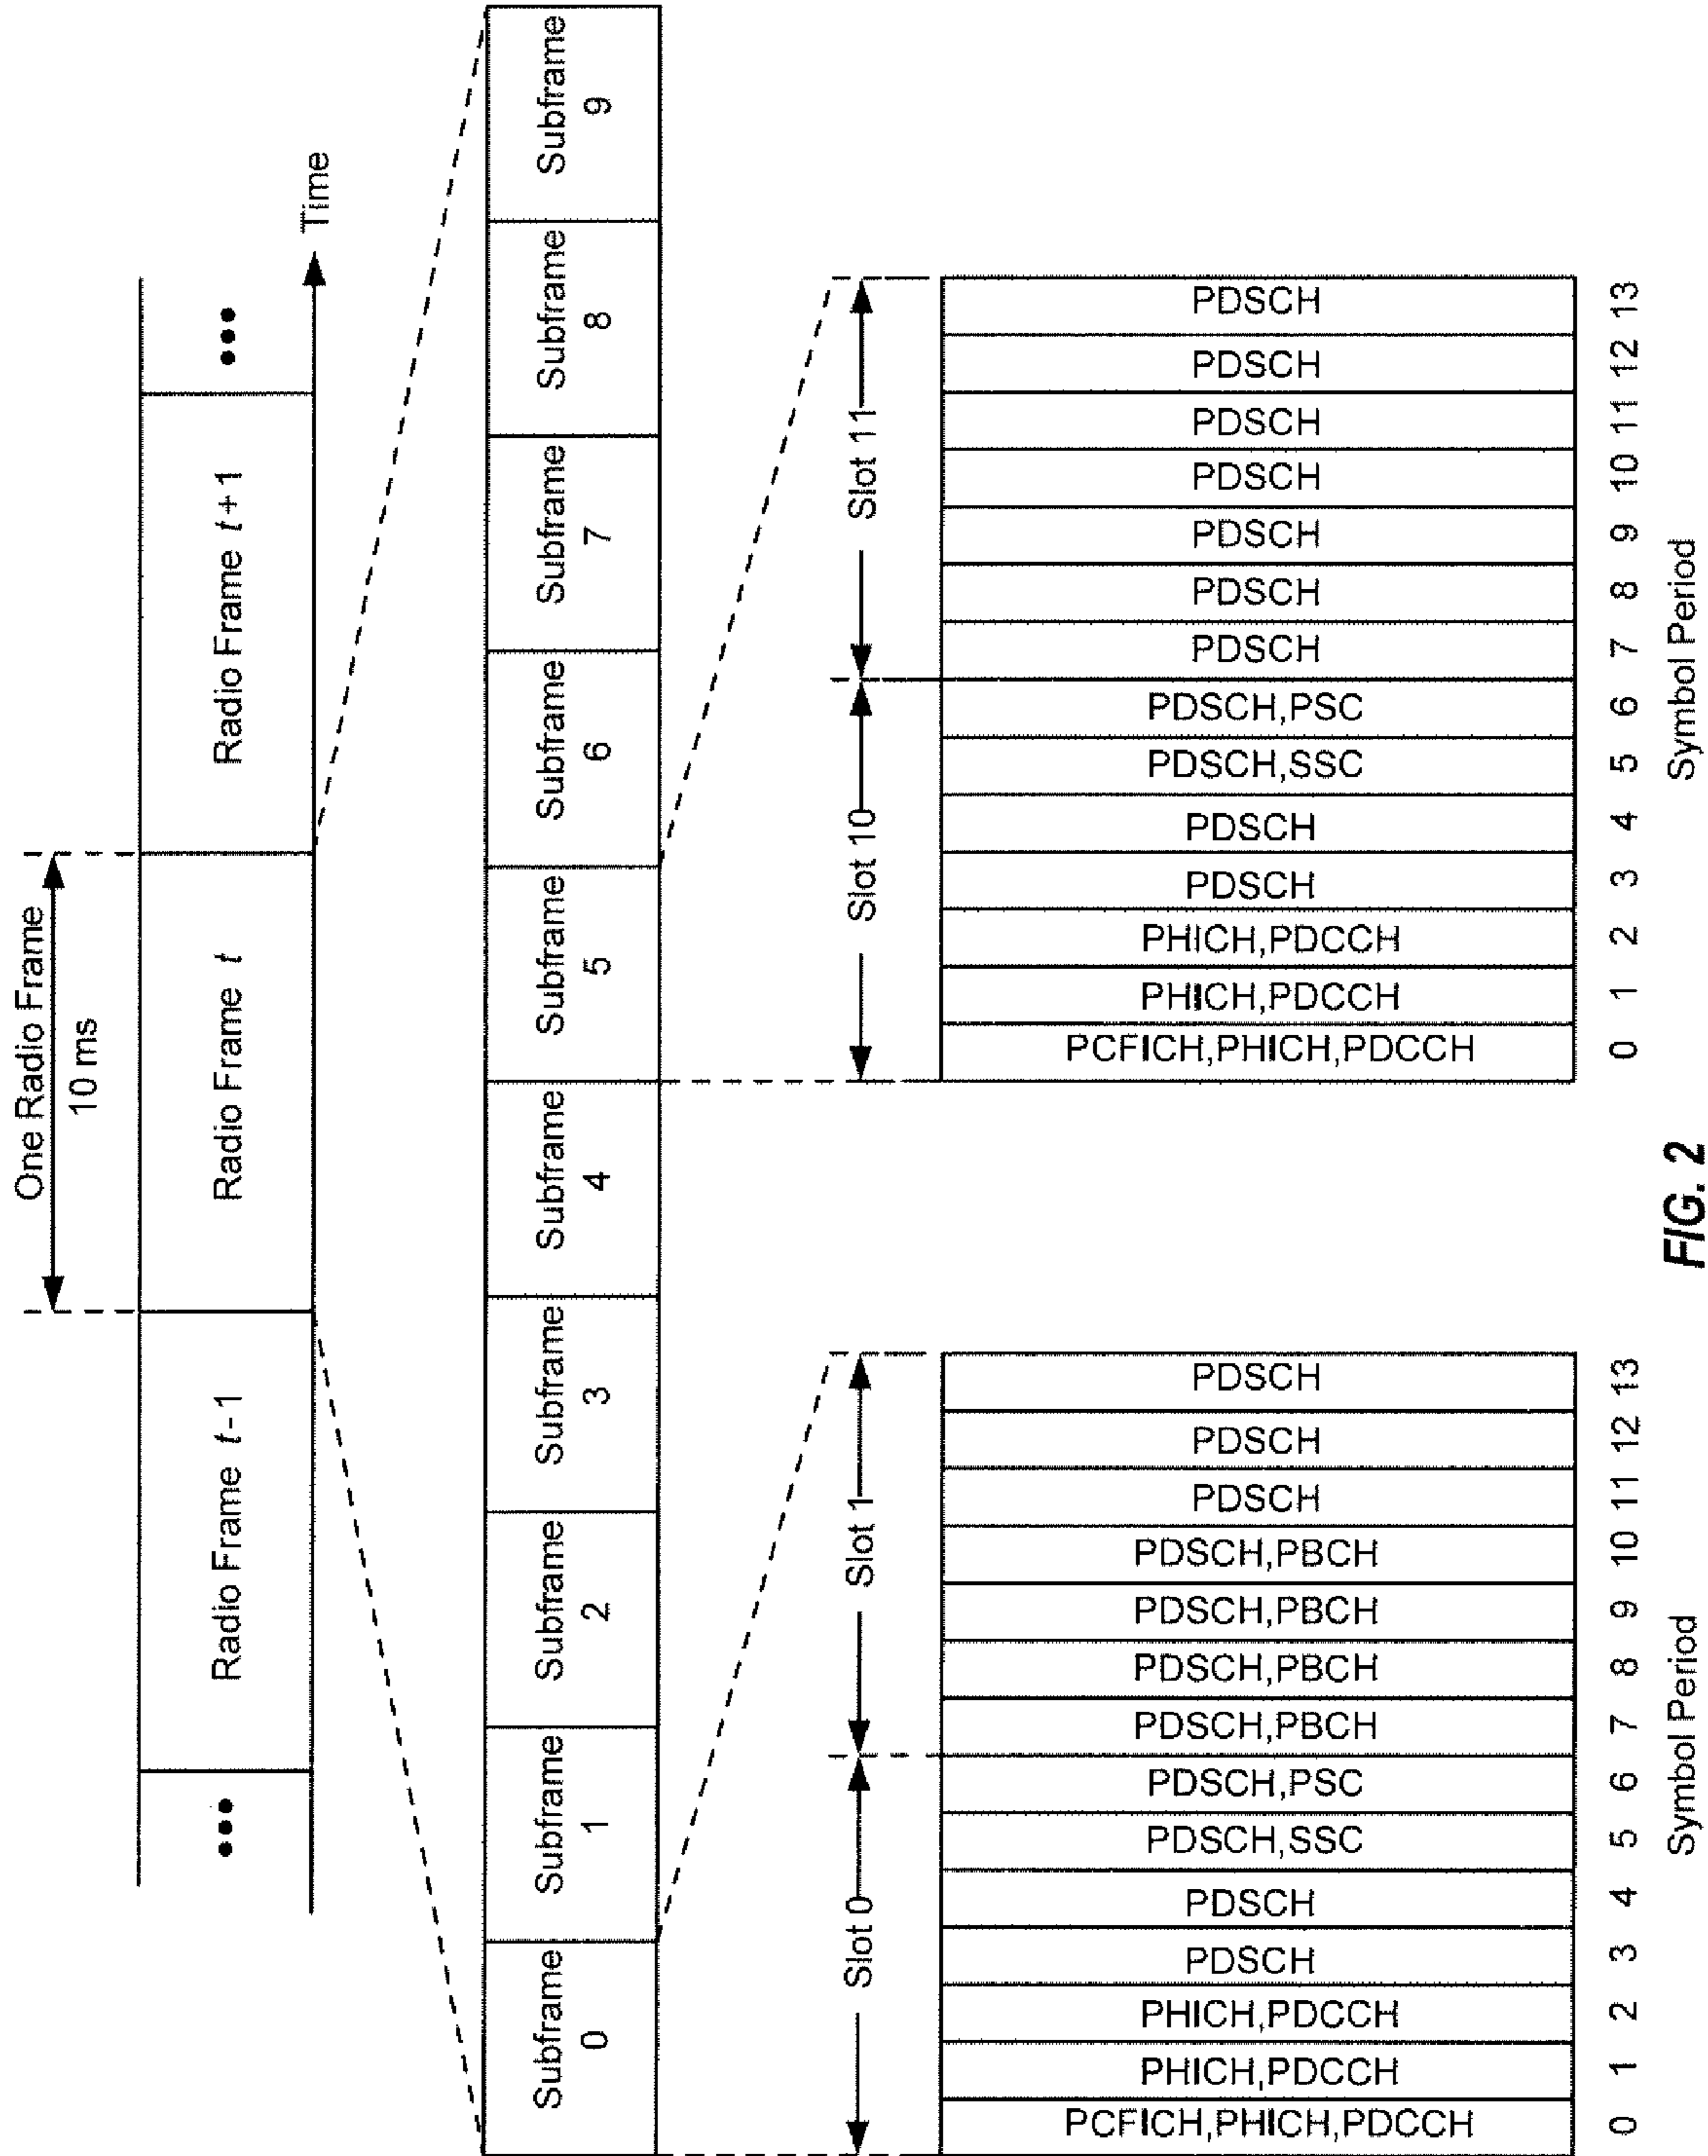 One Radio Frame
10 ms
•••
Radio Frame t-1
Radio Frame t
Radio Frame t+1
•••
Time
Subframe 0
Subframe 1
Subframe 2
Subframe 3
Subframe 4
Subframe 5
Subframe 6
Subframe 7
Subframe 8
Subframe 9
Slot 0
Slot 1
PCFICH,PHICH,PDCCH
PHICH,PDCCH
PHICH,PDCCH
PDSCH
PDSCH
PDSCH,SSC
PDSCH,PSC
PDSCH,PBCH
PDSCH,PBCH
PDSCH,PBCH
PDSCH,PBCH
PDSCH
PDSCH
PDSCH
0 1 2 3 4 5 6 7 8 9 10 11 12 13
Symbol Period
Slot 10
Slot 11
PCFICH,PHICH,PDCCH
PHICH,PDCCH
PHICH,PDCCH
PDSCH
PDSCH
PDSCH,SSC
PDSCH,PSC
PDSCH
PDSCH
PDSCH
PDSCH
PDSCH
PDSCH
PDSCH
0 1 2 3 4 5 6 7 8 9 10 11 12 13
Symbol Period
FIG. 2